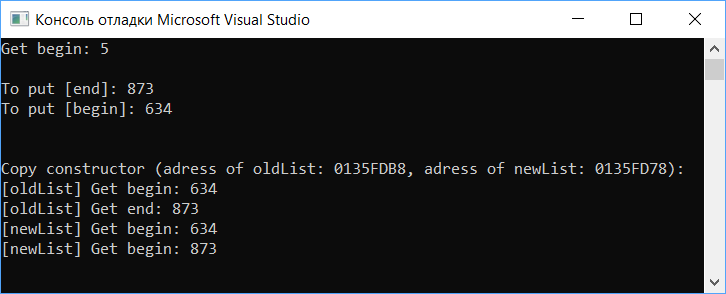 Консоль отладки Microsoft Visual Studio
Get begin: 5
To put [end]: 873
To put [begin]: 634
Copy constructor (adress of oldList: 0135FDB8, adress of newList: 0135FD78):
[oldList] Get begin: 634
[oldList] Get end: 873
[newList] Get begin: 634
[newList] Get begin: 873